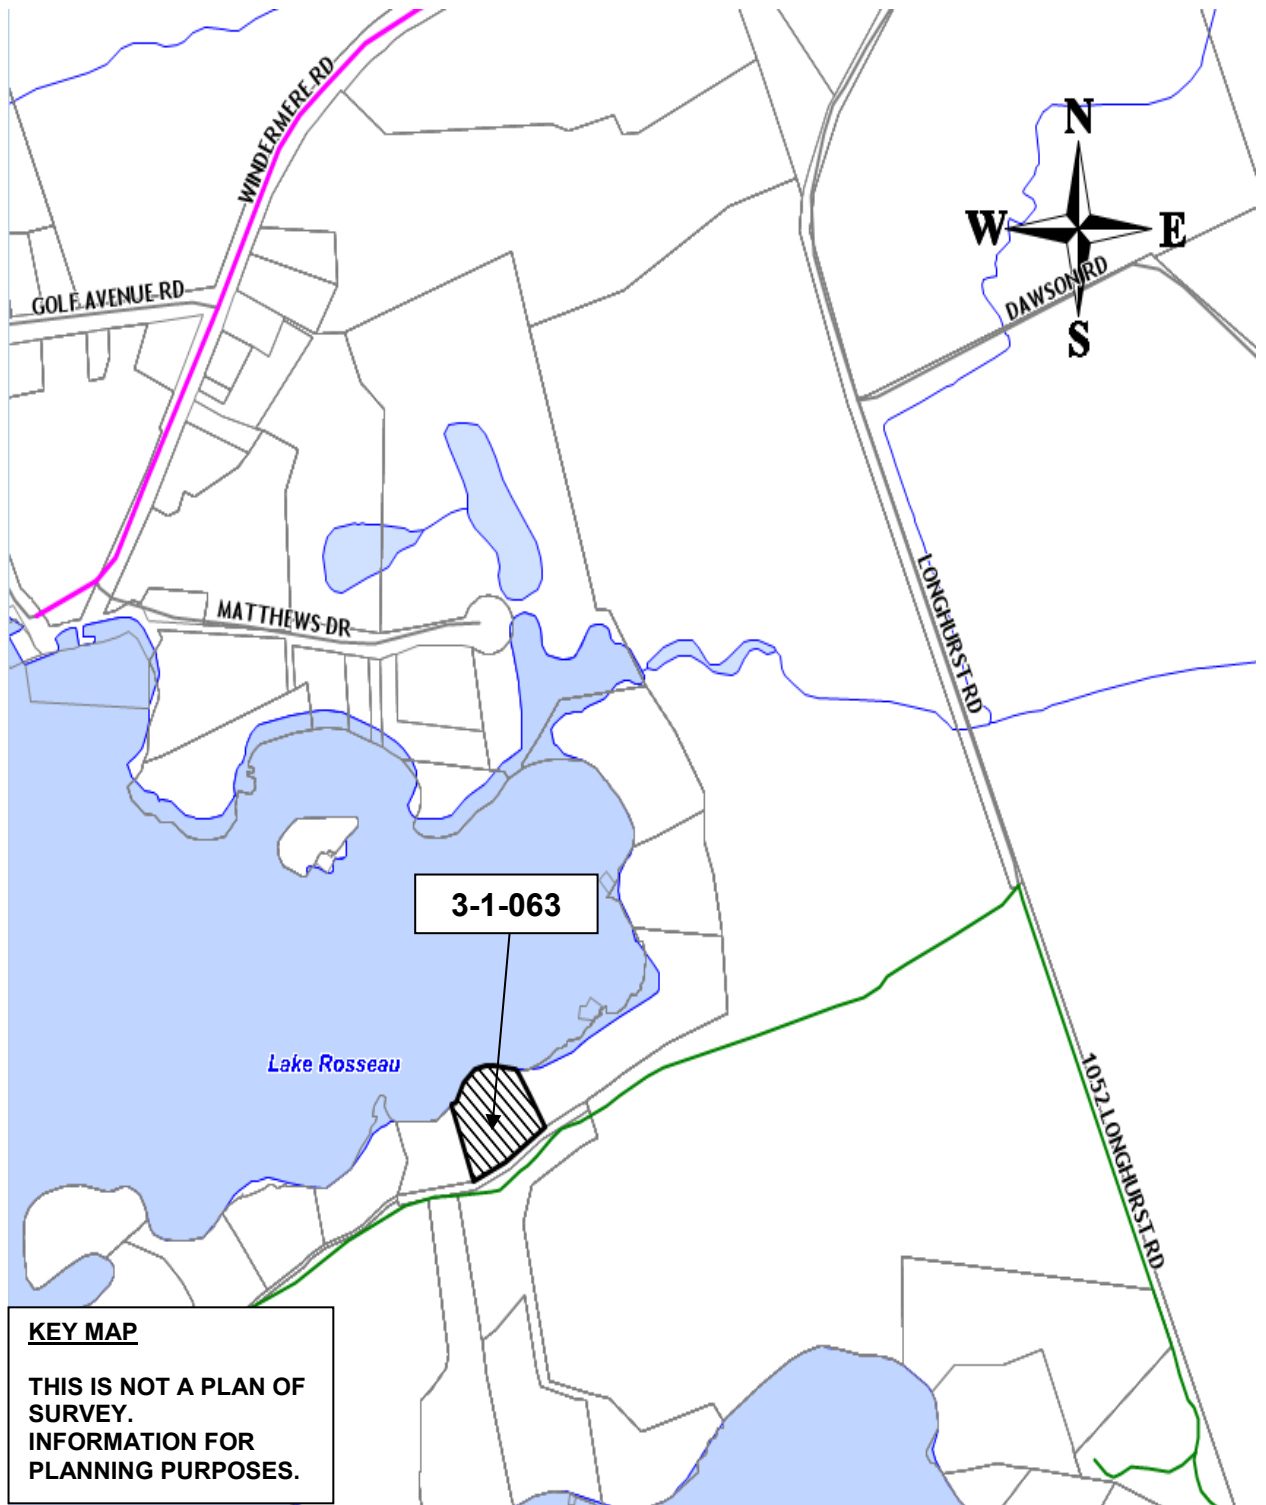 WINDERMERE RD
N
W
E
S
GOLF AVENUE RD
DAWSON RD
LONGHURST RD
MATTHEWS DR
3-1-063
Lake Rosseau
1052 LONGHURST RD
KEY MAP
THIS IS NOT A PLAN OF
SURVEY.
INFORMATION FOR
PLANNING PURPOSES.